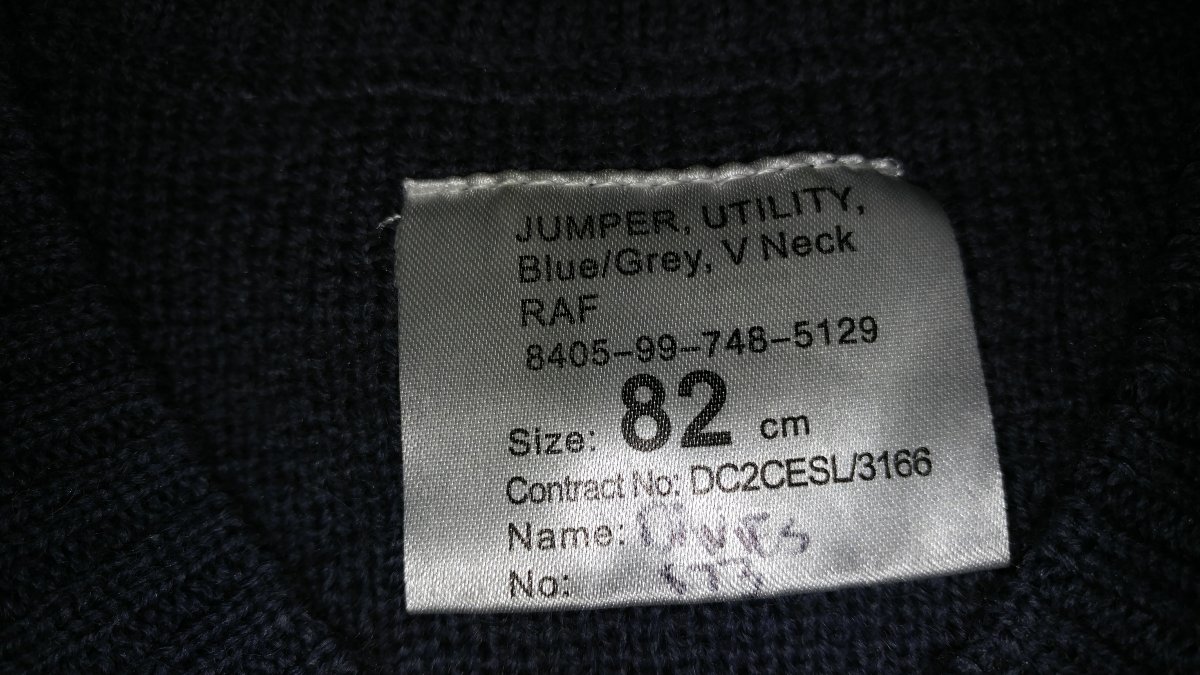 JUMPER, UTILITY,
Blue/Grey, V Neck
RAF
8405-99-748-5129
Size: 82 cm
Contract No: DC2CESL/3166
Name:
No: